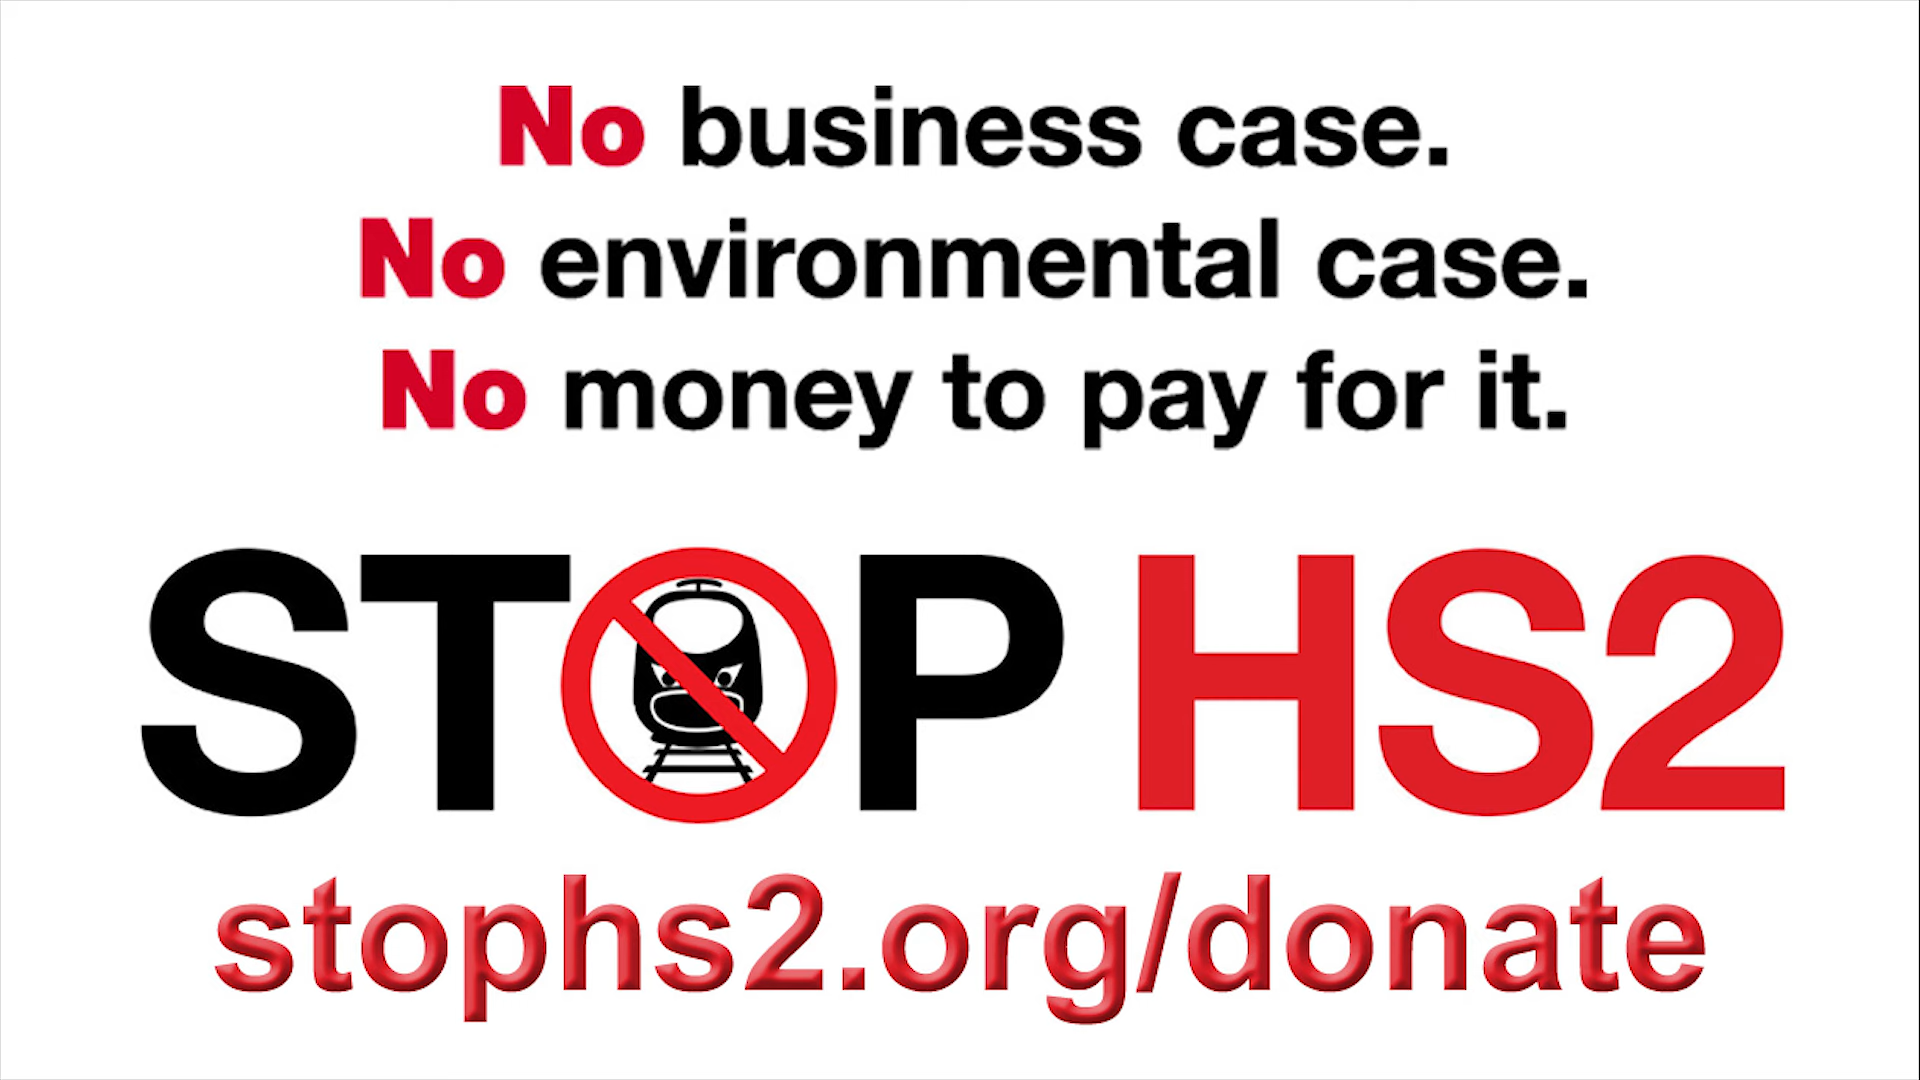 No business case.
No environmental case.
No money to pay for it.
STOP HS2
stophs2.org/donate